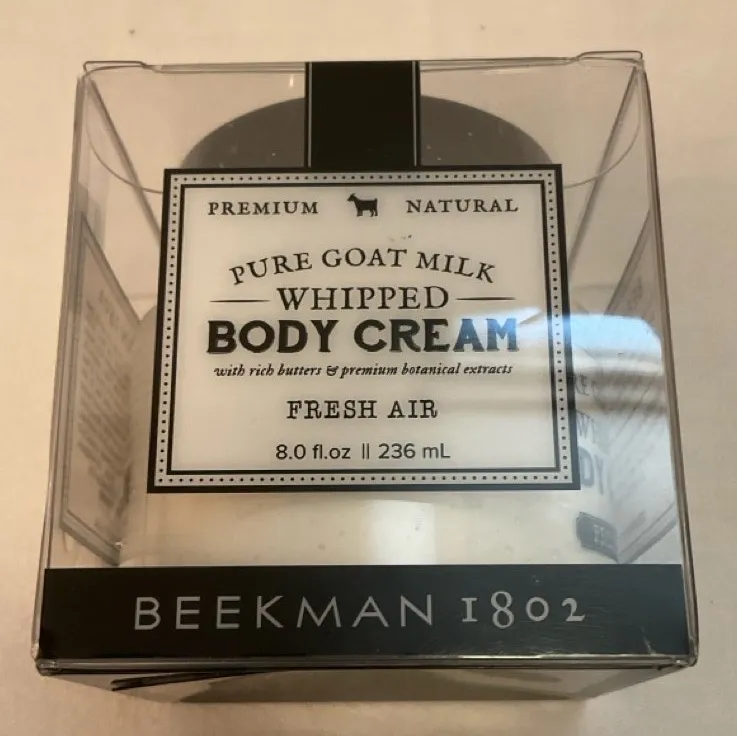 PREMIUM NATURAL
PURE GOAT MILK
WHIPPED
BODY CREAM
with rich butters & premium botanical extracts
FRESH AIR
8.0 fl.oz || 236 mL
BEEKMAN 1802